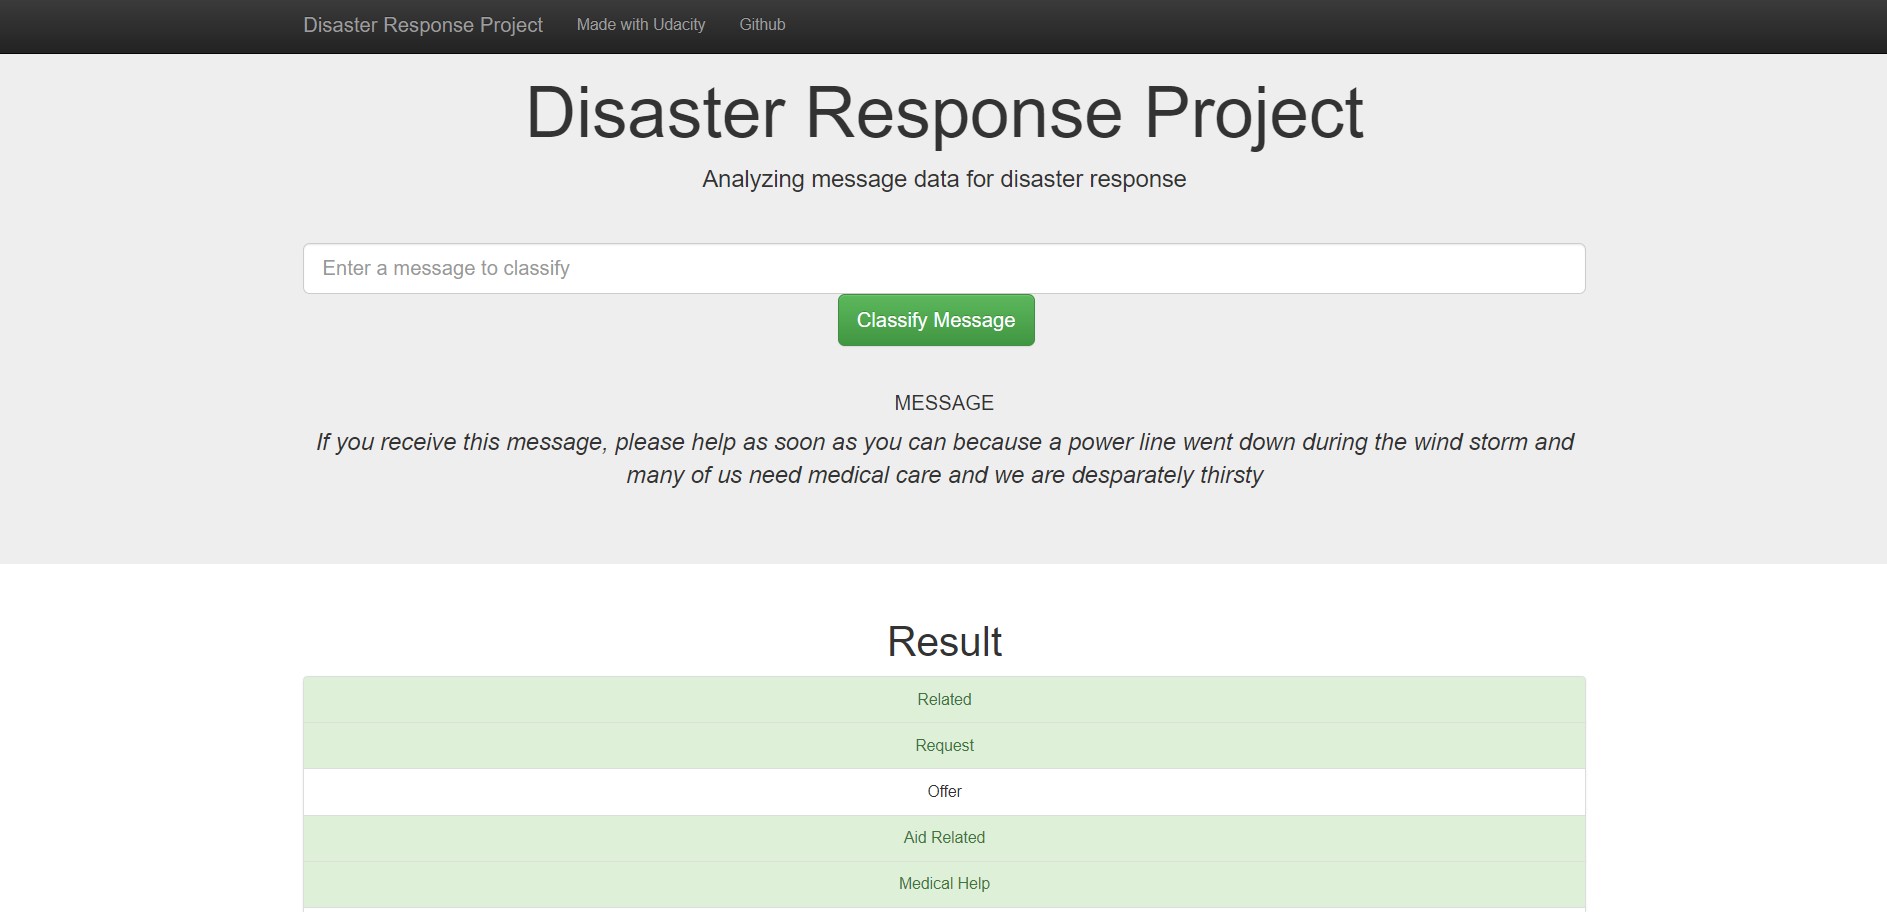 Disaster Response Project Made with Udacity Github
Disaster Response Project
Analyzing message data for disaster response
Enter a message to classify
Classify Message
MESSAGE
If you receive this message, please help as soon as you can because a power line went down during the wind storm and
many of us need medical care and we are desparately thirsty
Result
Related
Request
Offer
Aid Related
Medical Help